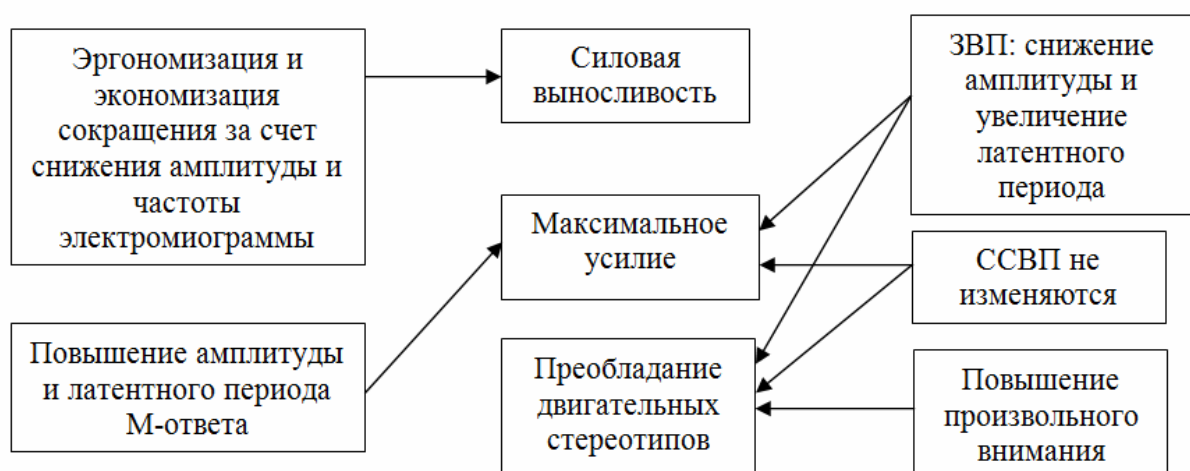 Эргономизация и
экономизация
сокращения за счет
снижения амплитуды и
частоты
электромиограммы
Повышение амплитуды
и латентного периода
М-ответа
Силовая
выносливость
Максимальное
усилие
Преобладание
двигательных
стереотипов
ЗВП: снижение
амплитуды и
увеличение
латентного
периода
ССВП не
изменяются
Повышение
произвольного
внимания